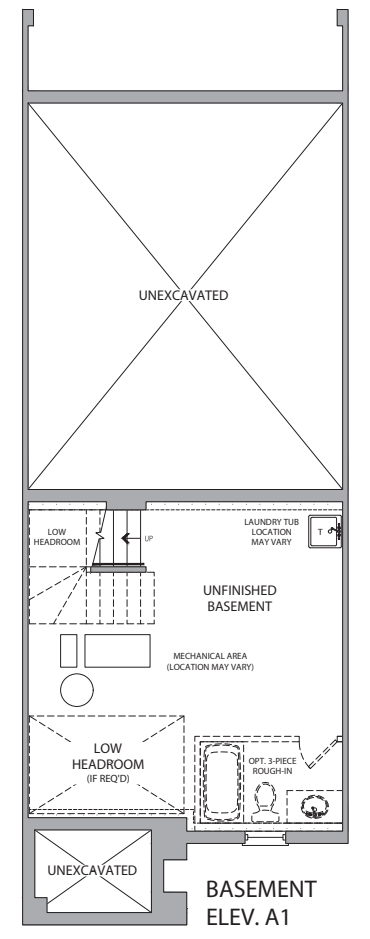 UNEXCAVATED
LOW
HEADROOM
UP
LAUNDRY TUB
LOCATION
MAY VARY
T
UNFINISHED
BASEMENT
MECHANICAL AREA
(LOCATION MAY VARY)
LOW
HEADROOM
(IF REQ'D)
OPT. 3-PIECE
ROUGH-IN
UNEXCAVATED
BASEMENT
ELEV. A1